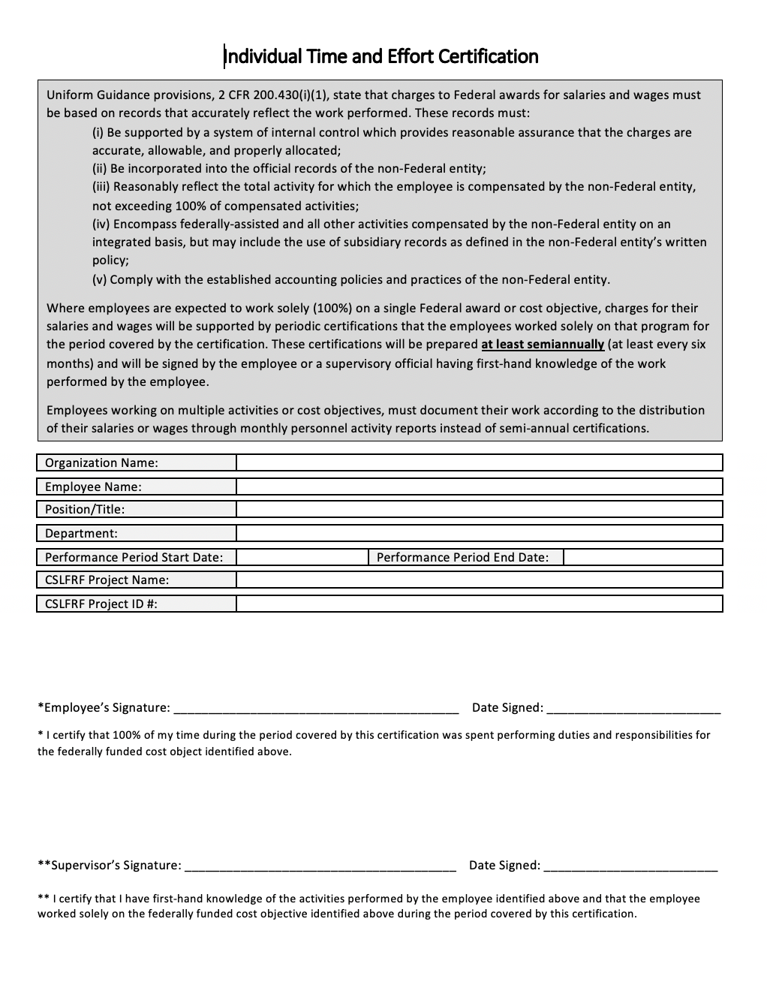 Individual Time and Effort Certification
Uniform Guidance provisions, 2 CFR 200.430(i)(1), state that charges to Federal awards for salaries and wages must
be based on records that accurately reflect the work performed. These records must:
(i) Be supported by a system of internal control which provides reasonable assurance that the charges are
accurate, allowable, and properly allocated;
(ii) Be incorporated into the official records of the non-Federal entity;
(iii) Reasonably reflect the total activity for which the employee is compensated by the non-Federal entity,
not exceeding 100% of compensated activities;
(iv) Encompass federally-assisted and all other activities compensated by the non-Federal entity on an
integrated basis, but may include the use of subsidiary records as defined in the non-Federal entity’s written
policy;
(v) Comply with the established accounting policies and practices of the non-Federal entity.
Where employees are expected to work solely (100%) on a single Federal award or cost objective, charges for their
salaries and wages will be supported by periodic certifications that the employees worked solely on that program for
the period covered by the certification. These certifications will be prepared at least semiannually (at least every six
months) and will be signed by the employee or a supervisory official having first-hand knowledge of the work
performed by the employee.
Employees working on multiple activities or cost objectives, must document their work according to the distribution
of their salaries or wages through monthly personnel activity reports instead of semi-annual certifications.
Organization Name:
Employee Name:
Position/Title:
Department:
Performance Period Start Date: Performance Period End Date:
CSLFRF Project Name:
CSLFRF Project ID #:
*Employee’s Signature: _________________________________________ Date Signed: _________________________
* I certify that 100% of my time during the period covered by this certification was spent performing duties and responsibilities for
the federally funded cost object identified above.
**Supervisor’s Signature: _______________________________________ Date Signed: _________________________
** I certify that I have first-hand knowledge of the activities performed by the employee identified above and that the employee
worked solely on the federally funded cost objective identified above during the period covered by this certification.